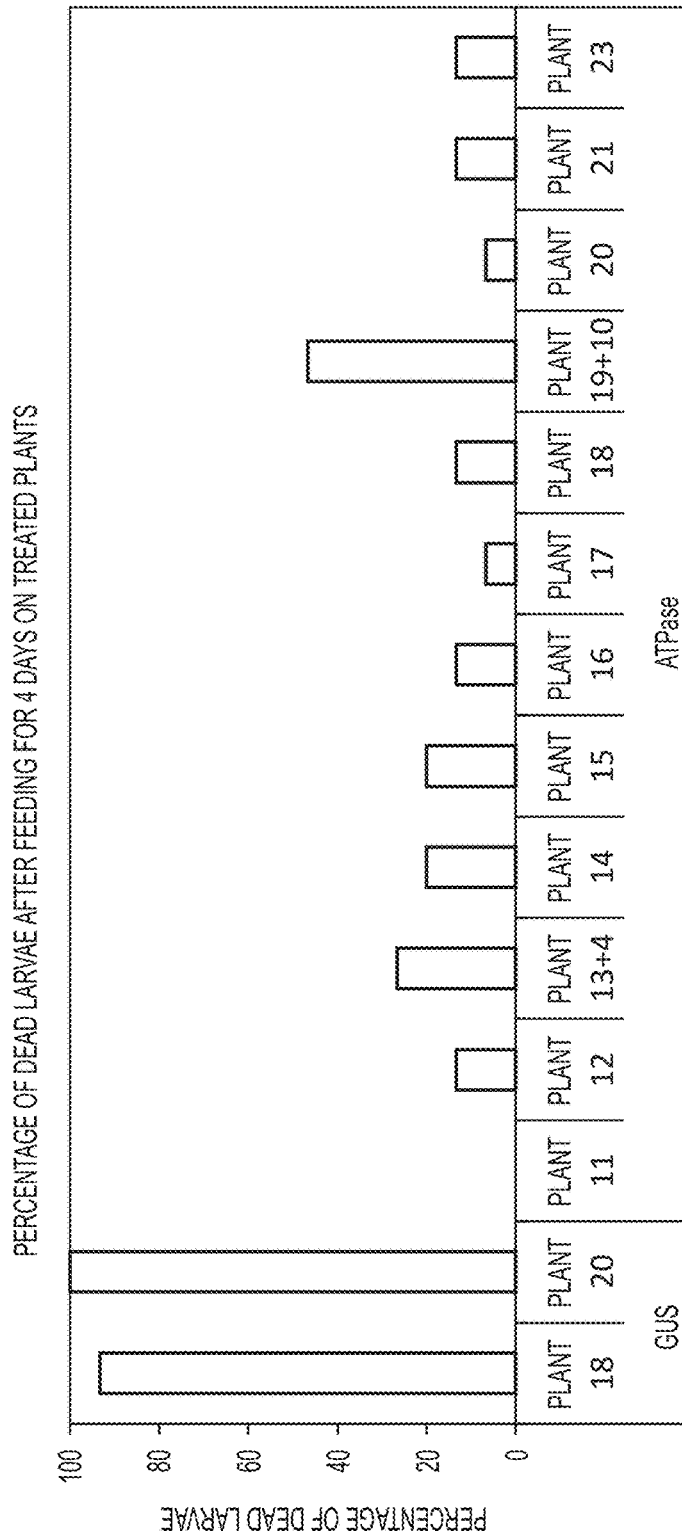 PERCENTAGE OF DEAD LARVAE AFTER FEEDING FOR 4 DAYS ON TREATED PLANTS
PERCENTAGE OF DEAD LARVAE
100
80
60
40
20
0
PLANT PLANT PLANT PLANT PLANT PLANT PLANT PLANT PLANT PLANT PLANT PLANT PLANT PLANT
18 20 11 12 13+4 14 15 16 17 18 19+10 20 21 23
GUS ATPase